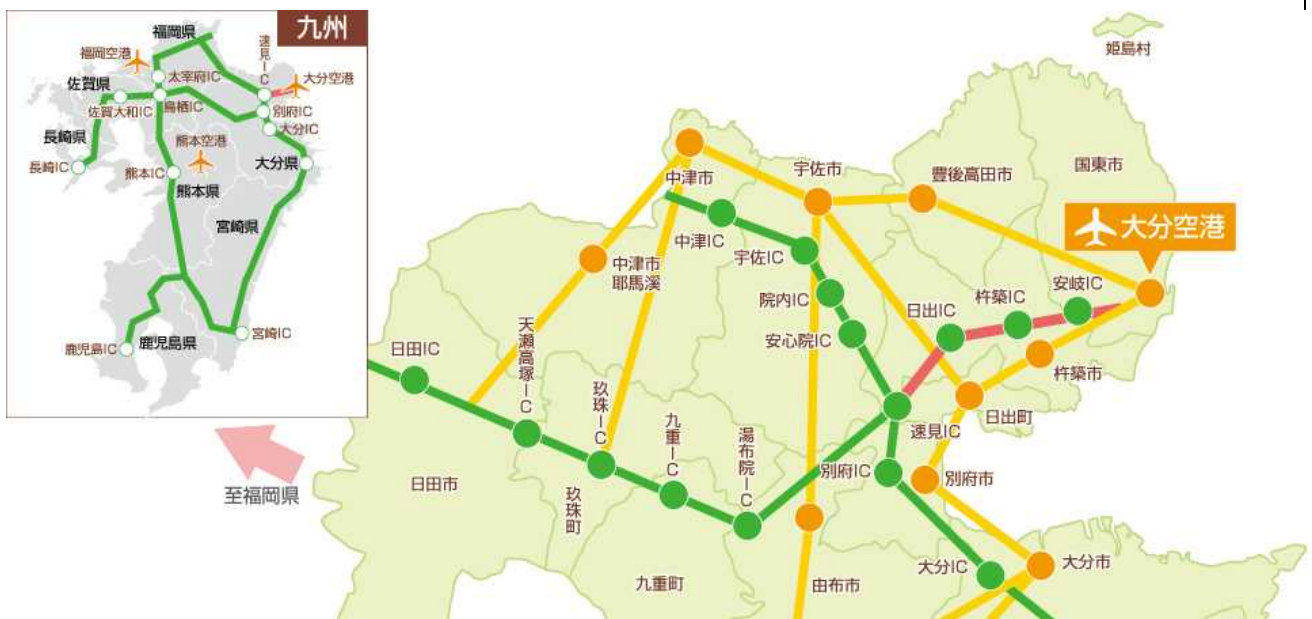 九州
福岡県
福岡空港
速見IC
太宰府IC
大分空港
佐賀県
佐賀大和IC
鳥栖IC
別府IC
大分IC
長崎県
熊本空港
長崎IC
熊本IC
大分県
熊本県
宮崎県
宮崎IC
鹿児島IC
鹿児島県
至福岡県
姫島村
中津市
宇佐市
豊後高田市
国東市
大分空港
中津IC
宇佐IC
中津市
耶馬溪
院内IC
安岐IC
杵築IC
日出IC
安心院IC
日田IC
天瀬高塚IC
玖珠IC
九重IC
湯布院IC
杵築市
日出町
速見IC
別府IC
別府市
日田市
玖珠町
九重町
由布市
大分IC
大分市